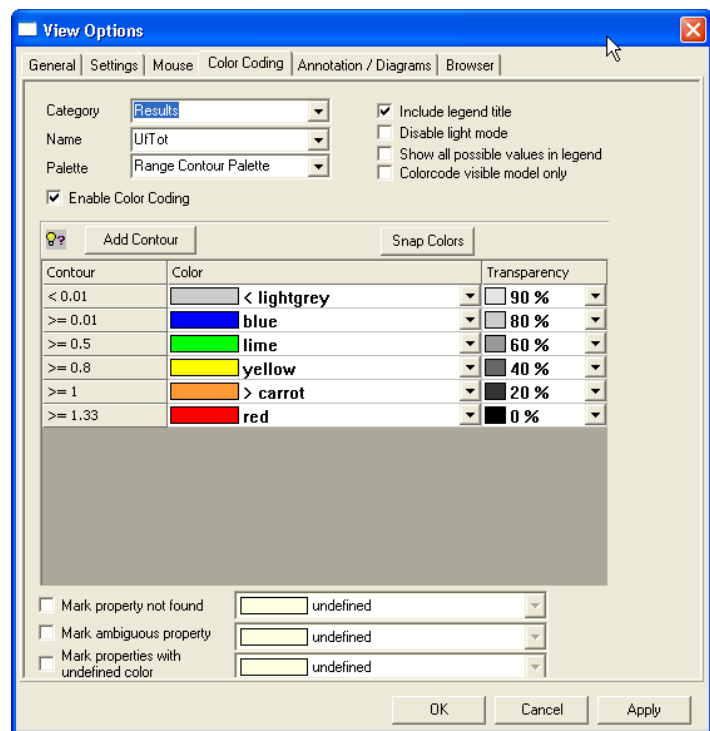 View Options
General Settings Mouse Color Coding Annotation / Diagrams Browser
Category Results
Name UfTot
Palette Range Contour Palette
Include legend title
Disable light mode
Show all possible values in legend
Colorcode visible model only
Enable Color Coding
Add Contour Snap Colors
Contour Color Transparency
< 0.01 < lightgrey 90 %
>= 0.01 blue 80 %
>= 0.5 lime 60 %
>= 0.8 yellow 40 %
>= 1 > carrot 20 %
>= 1.33 red 0 %
Mark property not found undefined
Mark ambiguous property undefined
Mark properties with
undefined color undefined
OK Cancel Apply